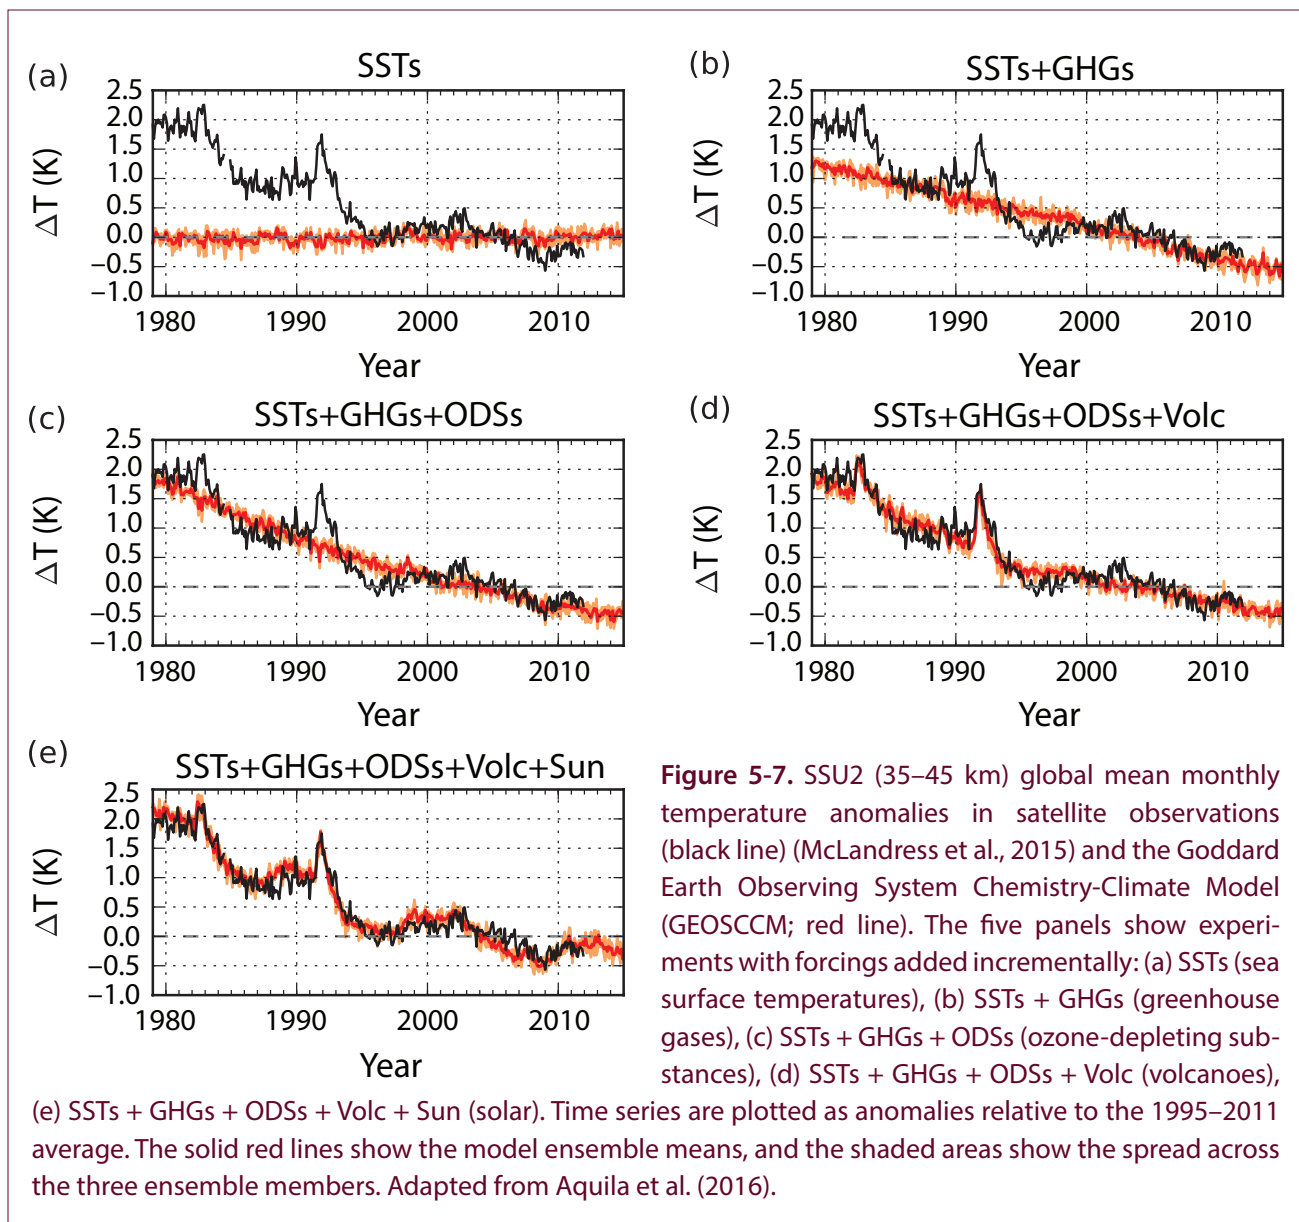 (a)
SSTs
2.5
2.0
1.5
1.0
0.5
0.0
−0.5
−1.0
ΔT (K)
1980 1990 2000 2010
Year
(b)
SSTs+GHGs
2.5
2.0
1.5
1.0
0.5
0.0
−0.5
−1.0
ΔT (K)
1980 1990 2000 2010
Year
(c)
SSTs+GHGs+ODSs
2.5
2.0
1.5
1.0
0.5
0.0
−0.5
−1.0
ΔT (K)
1980 1990 2000 2010
Year
(d)
SSTs+GHGs+ODSs+Volc
2.5
2.0
1.5
1.0
0.5
0.0
−0.5
−1.0
ΔT (K)
1980 1990 2000 2010
Year
(e)
SSTs+GHGs+ODSs+Volc+Sun
2.5
2.0
1.5
1.0
0.5
0.0
−0.5
−1.0
ΔT (K)
1980 1990 2000 2010
Year
Figure 5-7. SSU2 (35–45 km) global mean monthly
temperature anomalies in satellite observations
(black line) (McLandress et al., 2015) and the Goddard
Earth Observing System Chemistry-Climate Model
(GEOSCCM; red line). The five panels show experi-
ments with forcings added incrementally: (a) SSTs (sea
surface temperatures), (b) SSTs + GHGs (greenhouse
gases), (c) SSTs + GHGs + ODSs (ozone-depleting sub-
stances), (d) SSTs + GHGs + ODSs + Volc (volcanoes),
(e) SSTs + GHGs + ODSs + Volc + Sun (solar). Time series are plotted as anomalies relative to the 1995–2011
average. The solid red lines show the model ensemble means, and the shaded areas show the spread across
the three ensemble members. Adapted from Aquila et al. (2016).